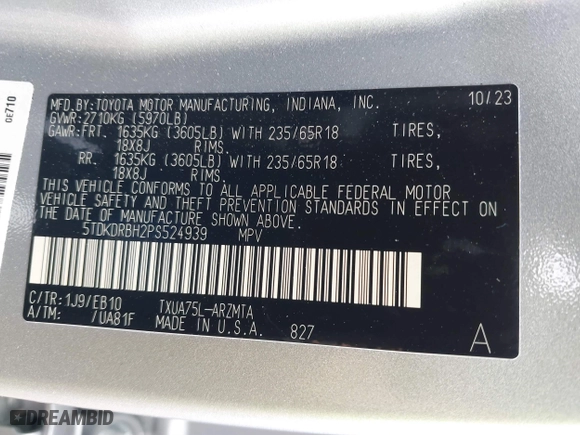 0E710
MFD.BY:TOYOTA MOTOR MANUFACTURING, INDIANA, INC. 10/23
GVWR:2710KG (5970LB)
GAWR:FRT. 1635KG (3605LB) WITH 235/65R18 TIRES,
18X8J RIMS.
RR. 1635KG (3605LB) WITH 235/65R18 TIRES,
18X8J RIMS.
THIS VEHICLE CONFORMS TO ALL APPLICABLE FEDERAL MOTOR
VEHICLE SAFETY AND THEFT PREVENTION STANDARDS IN EFFECT ON
THE DATE OF MANUFACTURE SHOWN ABOVE.
5TDKDRBH2PS524939 MPV
C/TR:1J9/EB10 TXUA75L-ARZMTA
A/TM: /UA81F MADE IN U.S.A. 827 A
DREAMBID